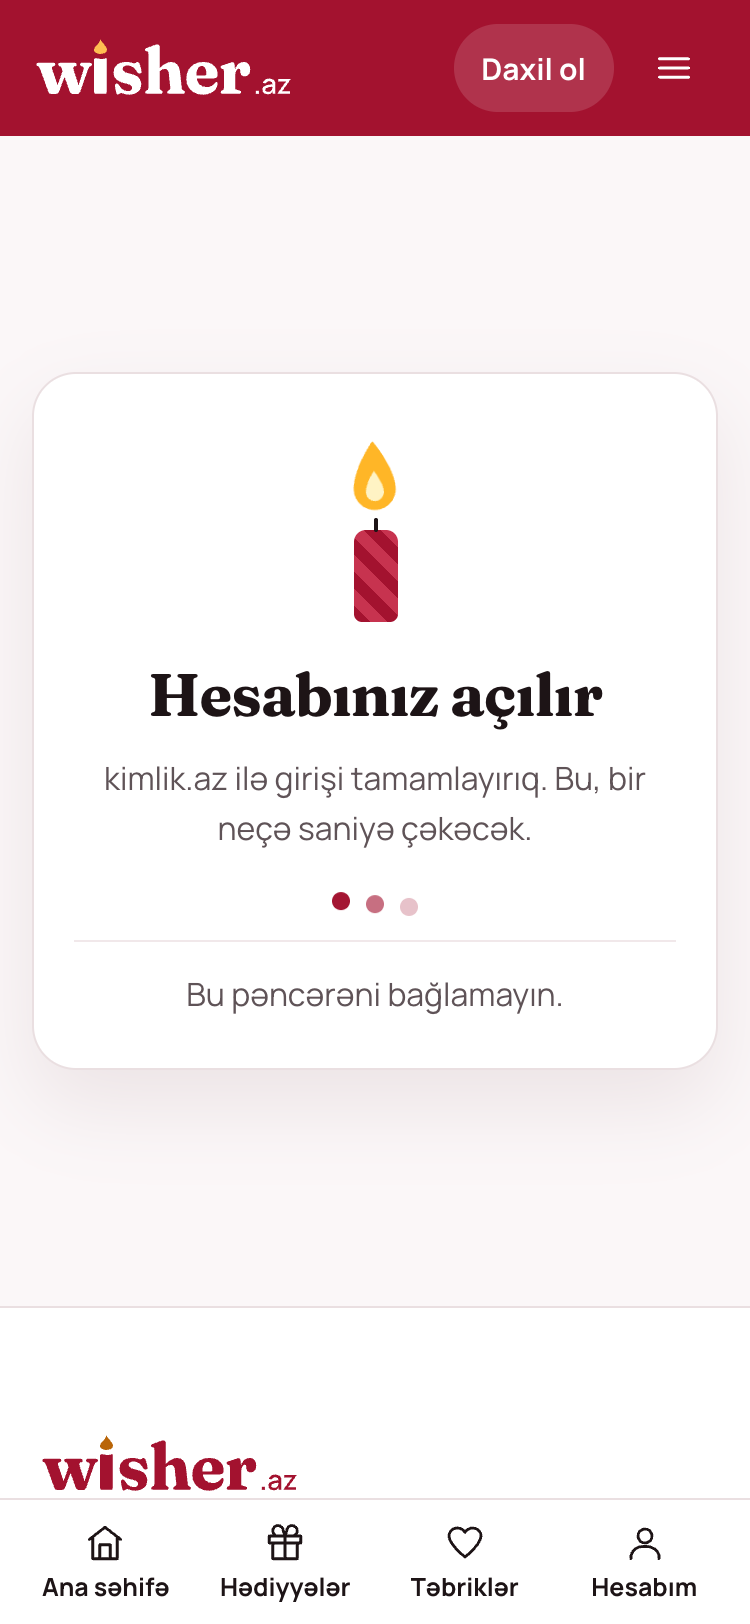 wisher.az
Daxil ol
Hesabınız açılır
kimlik.az ilə girişi tamamlayırıq. Bu, bir
neçə saniyə çəkəcək.
Bu pəncərəni bağlamayın.
wisher.az
Ana səhifə
Hədiyyələr
Təbriklər
Hesabım